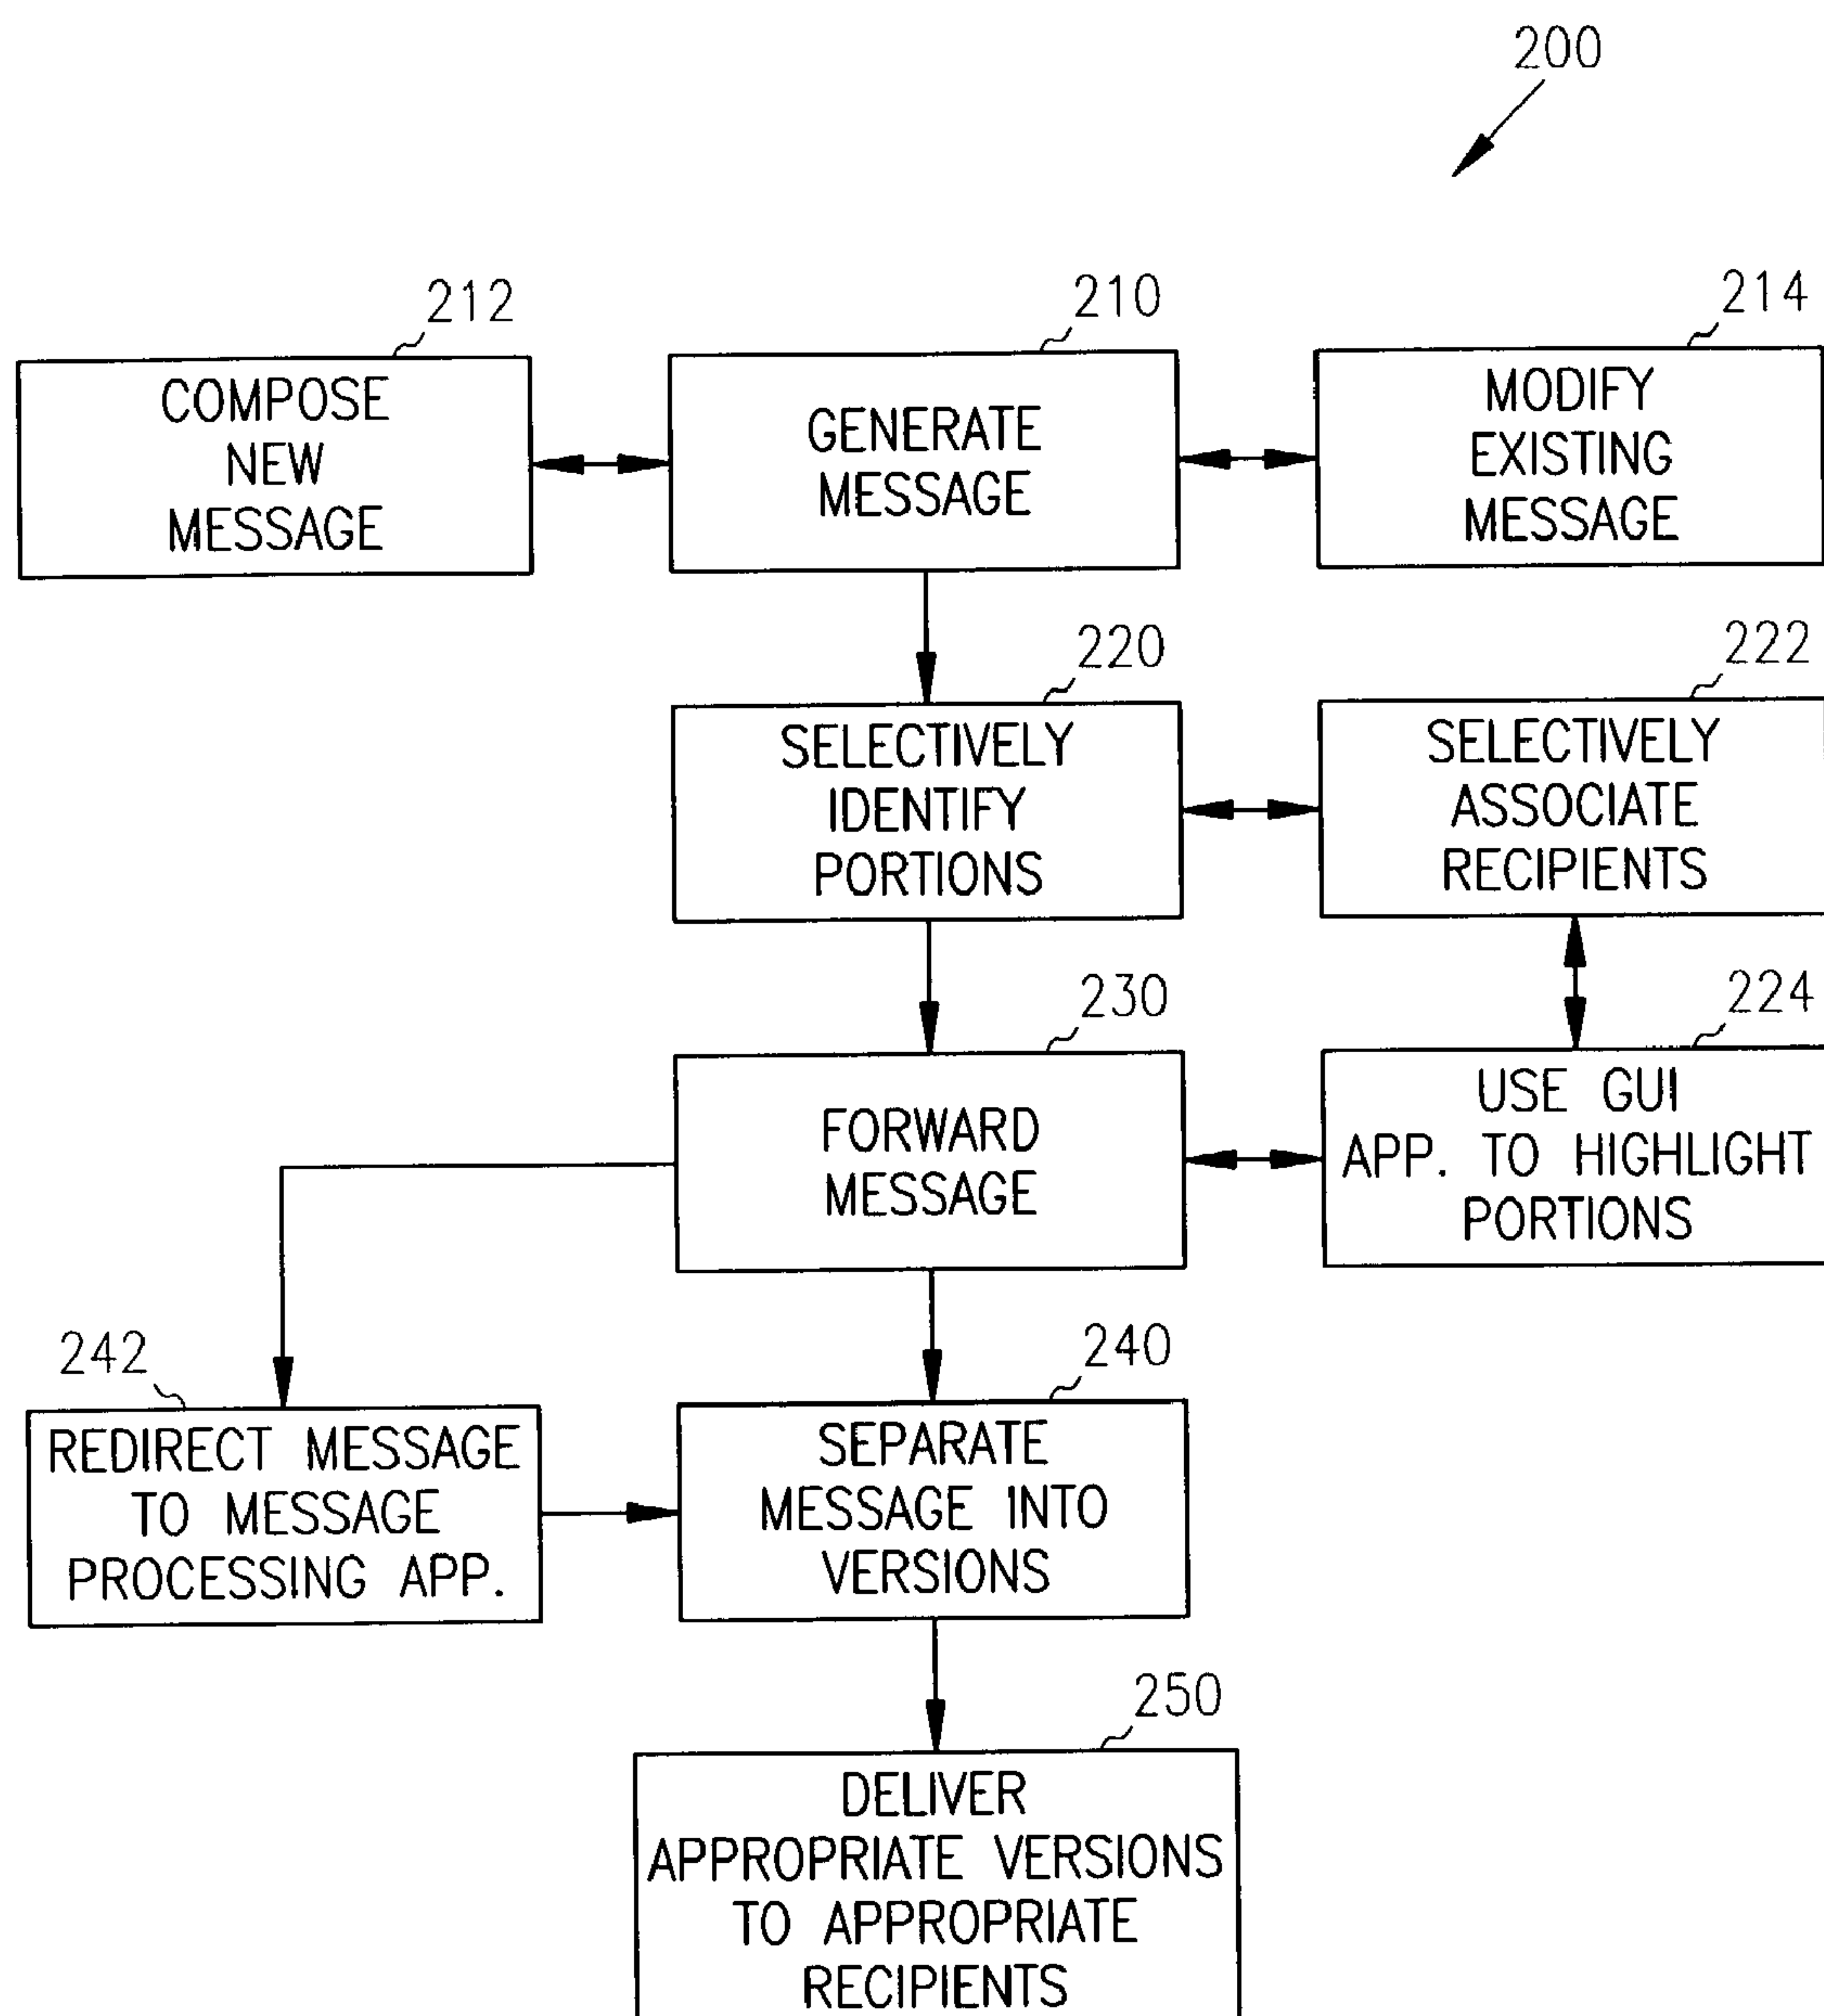 200
212
COMPOSE
NEW
MESSAGE
210
GENERATE
MESSAGE
214
MODIFY
EXISTING
MESSAGE
220
SELECTIVELY
IDENTIFY
PORTIONS
222
SELECTIVELY
ASSOCIATE
RECIPIENTS
230
FORWARD
MESSAGE
224
USE GUI
APP. TO HIGHLIGHT
PORTIONS
242
REDIRECT MESSAGE
TO MESSAGE
PROCESSING APP.
240
SEPARATE
MESSAGE INTO
VERSIONS
250
DELIVER
APPROPRIATE VERSIONS
TO APPROPRIATE
RECIPIENTS